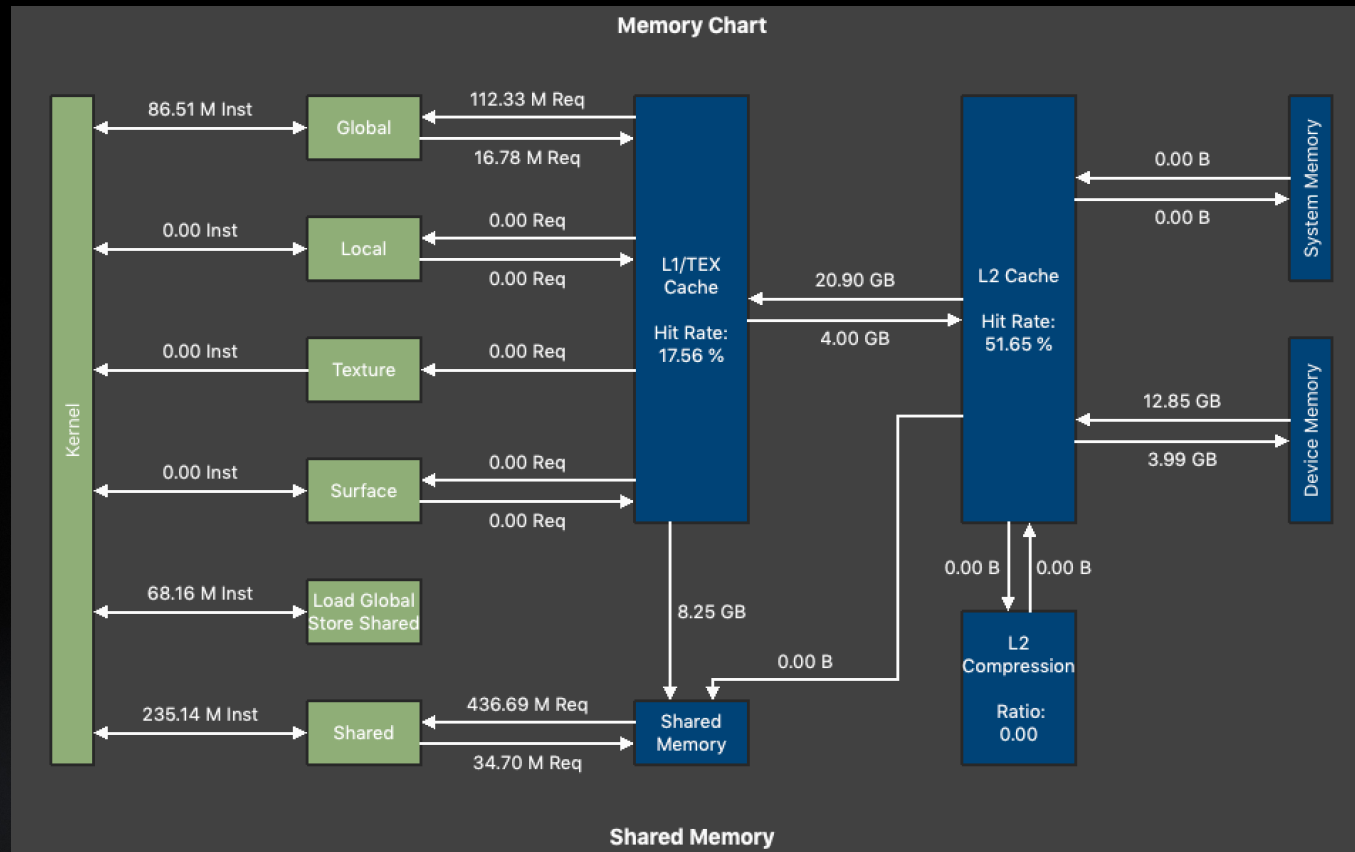 Memory Chart
Kernel
86.51 M Inst
Global
112.33 M Req
16.78 M Req
0.00 Inst
Local
0.00 Req
0.00 Req
0.00 Inst
Texture
0.00 Req
0.00 Inst
Surface
0.00 Req
0.00 Req
68.16 M Inst
Load Global
Store Shared
235.14 M Inst
Shared
436.69 M Req
34.70 M Req
L1/TEX
Cache
Hit Rate:
17.56 %
8.25 GB
Shared
Memory
20.90 GB
4.00 GB
0.00 B
L2 Cache
Hit Rate:
51.65 %
0.00 B
0.00 B
L2
Compression
Ratio:
0.00
0.00 B
0.00 B
System Memory
12.85 GB
3.99 GB
Device Memory
Shared Memory